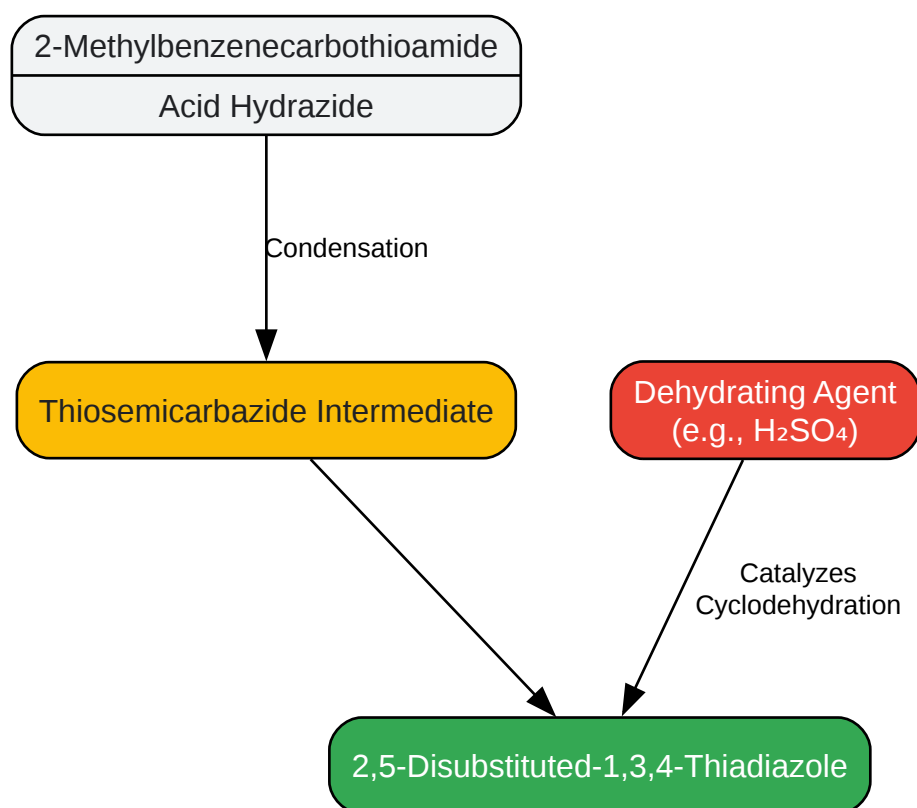 2-Methylbenzenecarbothioamide
Acid Hydrazide
Condensation
Thiosemicarbazide Intermediate
Dehydrating Agent
(e.g., H₂SO₄)
Catalyzes
Cyclodehydration
2,5-Disubstituted-1,3,4-Thiadiazole